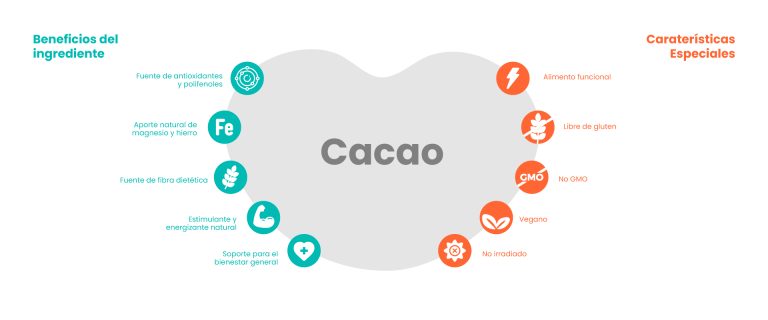 Beneficios del
ingrediente
Fuente de antioxidantes
y polifenoles
Fe
Aporte natural de
magnesio y hierro
Fuente de fibra dietética
Estimulante y
energizante natural
Soporte para el
bienestar general
Cacao
Caraterísticas
Especiales
Alimento funcional
Libre de gluten
GMO
No GMO
Vegano
No irradiado